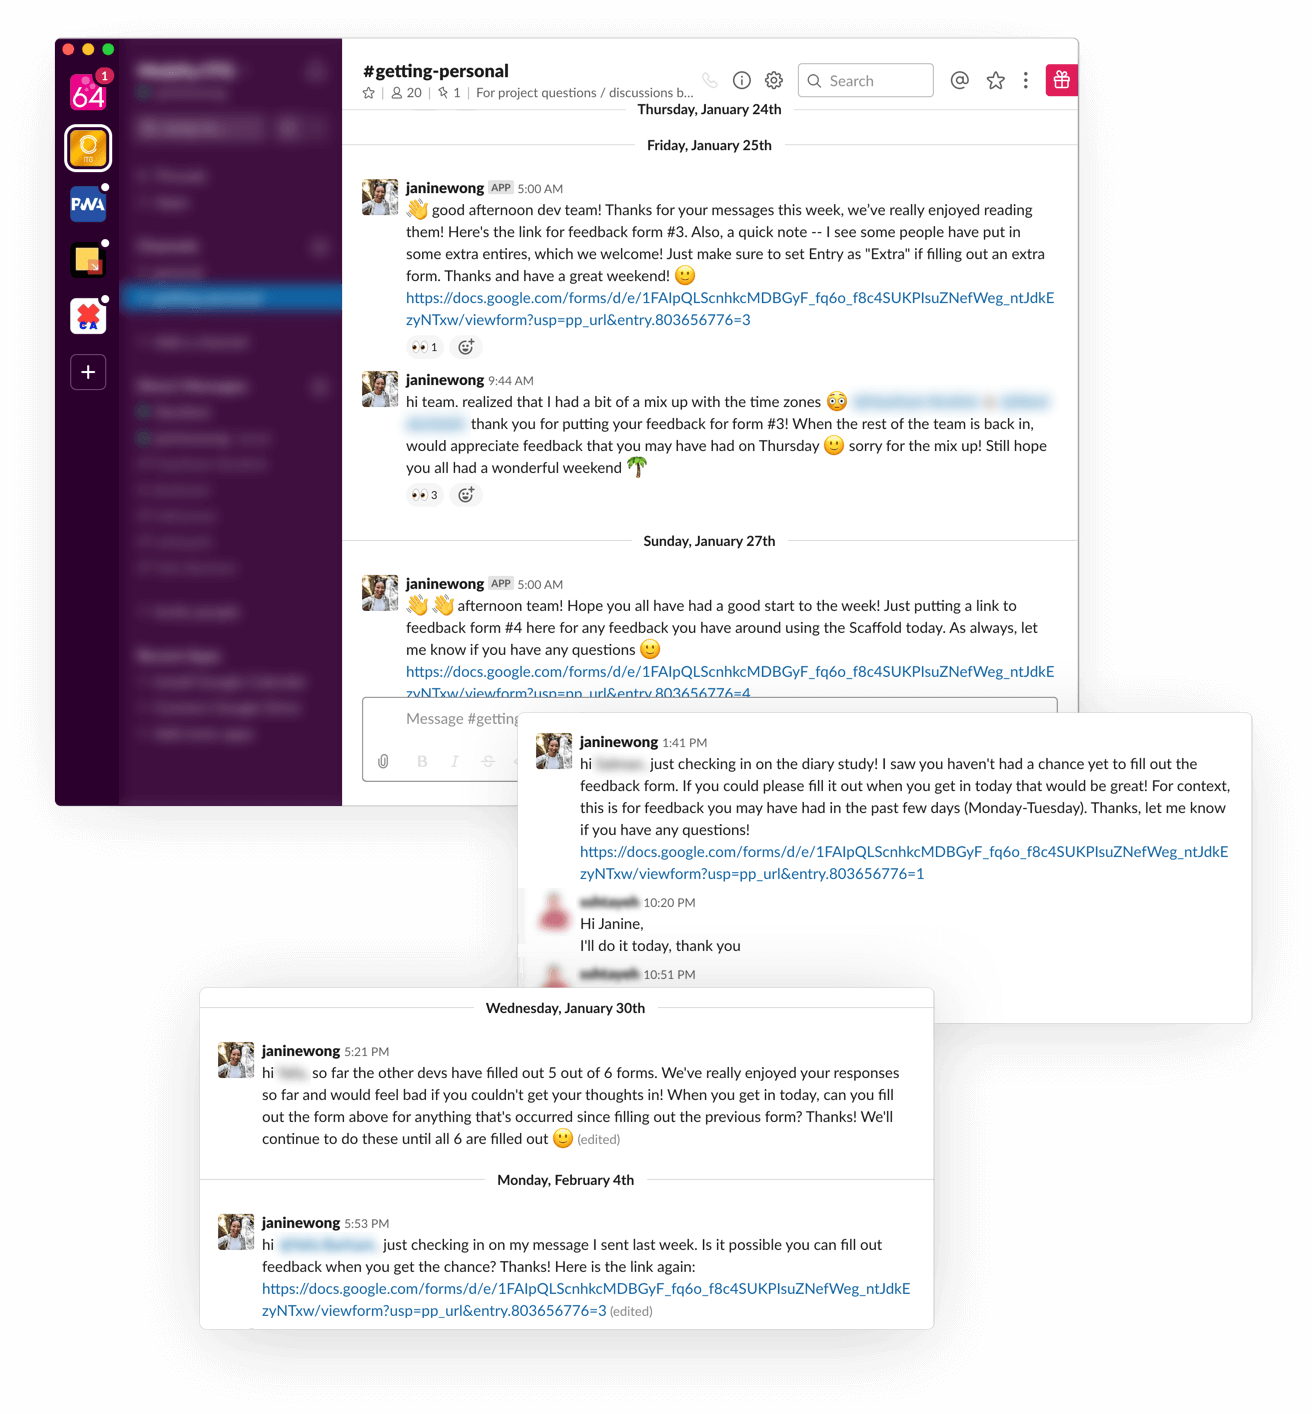 1
64
ITG
PWA
CA
+
#getting-personal
20 | 1 | For project questions / discussions b...
Search
Thursday, January 24th
Friday, January 25th
janinewong APP 5:00 AM
👋 good afternoon dev team! Thanks for your messages this week, we've really enjoyed reading
them! Here's the link for feedback form #3. Also, a quick note -- I see some people have put in
some extra entires, which we welcome! Just make sure to set Entry as "Extra" if filling out an extra
form. Thanks and have a great weekend! 🙂
https://docs.google.com/forms/d/e/1FAIpQLScnhkcMDBGyF_fq6o_f8c4SUKPIsuZNefWeg_ntJdkE
zyNTxw/viewform?usp=pp_url&entry.803656776=3
👀 1
janinewong 9:44 AM
hi team. realized that I had a bit of a mix up with the time zones 😳
thank you for putting your feedback for form #3! When the rest of the team is back in,
would appreciate feedback that you may have had on Thursday 🙂 sorry for the mix up! Still hope
you all had a wonderful weekend 🌴
👀 3
Sunday, January 27th
janinewong APP 5:00 AM
👋 👋 afternoon team! Hope you all have had a good start to the week! Just putting a link to
feedback form #4 here for any feedback you have around using the Scaffold today. As always, let
me know if you have any questions 🙂
https://docs.google.com/forms/d/e/1FAIpQLScnhkcMDBGyF_fq6o_f8c4SUKPIsuZNefWeg_ntJdkE
zyNTxw/viewform?usp=pp_url&entry.803656776=4
Message #getting
B I S
janinewong 1:41 PM
hi just checking in on the diary study! I saw you haven't had a chance yet to fill out the
feedback form. If you could please fill it out when you get in today that would be great! For context,
this is for feedback you may have had in the past few days (Monday-Tuesday). Thanks, let me know
if you have any questions!
https://docs.google.com/forms/d/e/1FAIpQLScnhkcMDBGyF_fq6o_f8c4SUKPIsuZNefWeg_ntJdkE
zyNTxw/viewform?usp=pp_url&entry.803656776=1
10:20 PM
Hi Janine,
I'll do it today, thank you
10:51 PM
Wednesday, January 30th
janinewong 5:21 PM
hi so far the other devs have filled out 5 out of 6 forms. We've really enjoyed your responses
so far and would feel bad if you couldn't get your thoughts in! When you get in today, can you fill
out the form above for anything that's occurred since filling out the previous form? Thanks! We'll
continue to do these until all 6 are filled out 🙂 (edited)
Monday, February 4th
janinewong 5:53 PM
hi just checking in on my message I sent last week. Is it possible you can fill out
feedback when you get the chance? Thanks! Here is the link again:
https://docs.google.com/forms/d/e/1FAIpQLScnhkcMDBGyF_fq6o_f8c4SUKPIsuZNefWeg_ntJdkE
zyNTxw/viewform?usp=pp_url&entry.803656776=3 (edited)